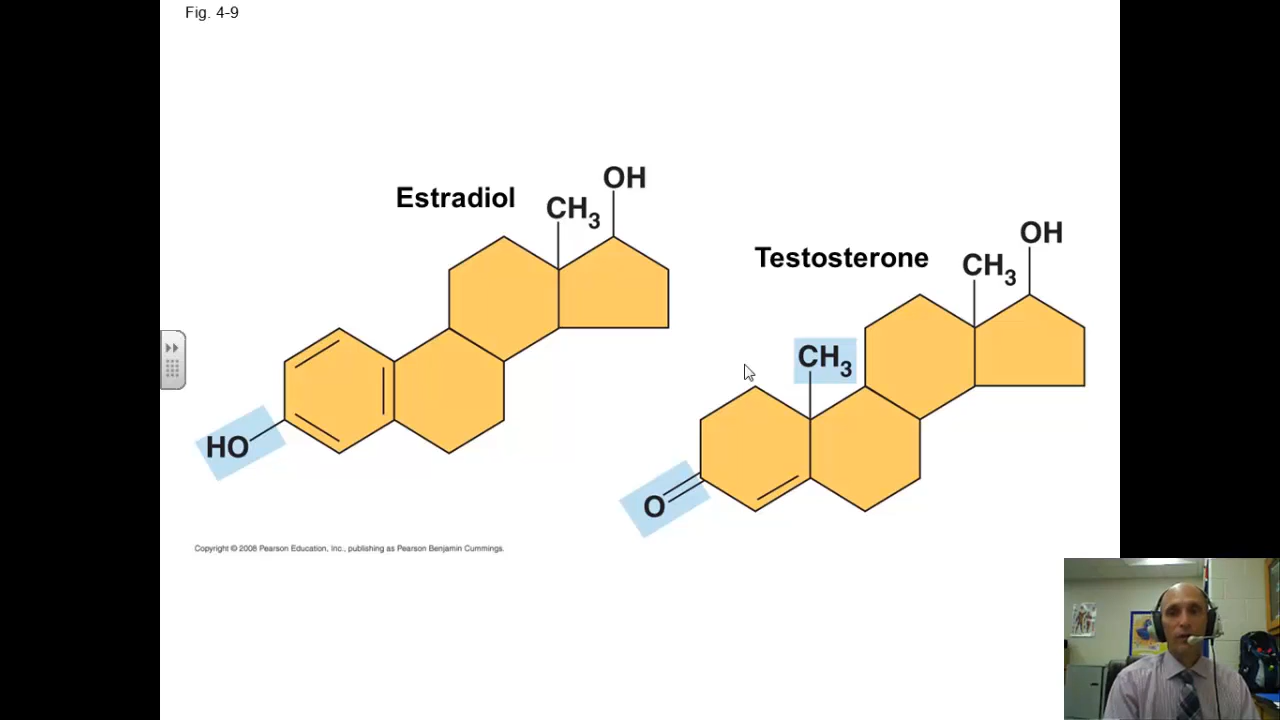 Fig. 4-9
Estradiol
OH
CH3
HO
Testosterone
OH
CH3
CH3
O
Copyright © 2008 Pearson Education, Inc., publishing as Pearson Benjamin Cummings.